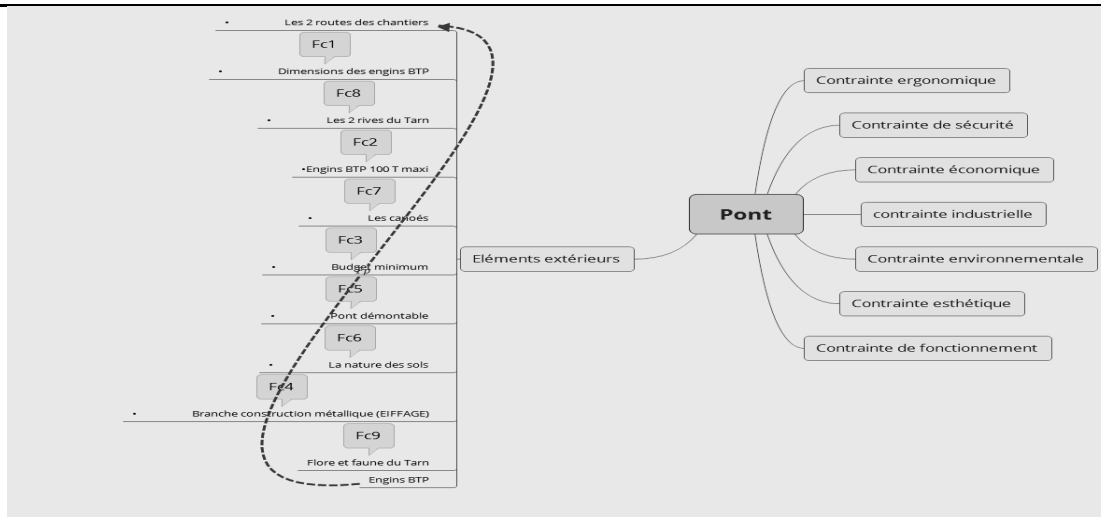 • Les 2 routes des chantiers
Fc1
• Dimensions des engins BTP
Fc8
• Les 2 rives du Tarn
Fc2
•Engins BTP 100 T maxi
Fc7
• Les canoés
Fc3
• Budget minimum
Fp
Fc5
• Pont démontable
Fc6
• La nature des sols
Fc4
• Branche construction métallique (EIFFAGE)
Fc9
Flore et faune du Tarn
Engins BTP
Eléments extérieurs
Pont
Contrainte ergonomique
Contrainte de sécurité
Contrainte économique
contrainte industrielle
Contrainte environnementale
Contrainte esthétique
Contrainte de fonctionnement